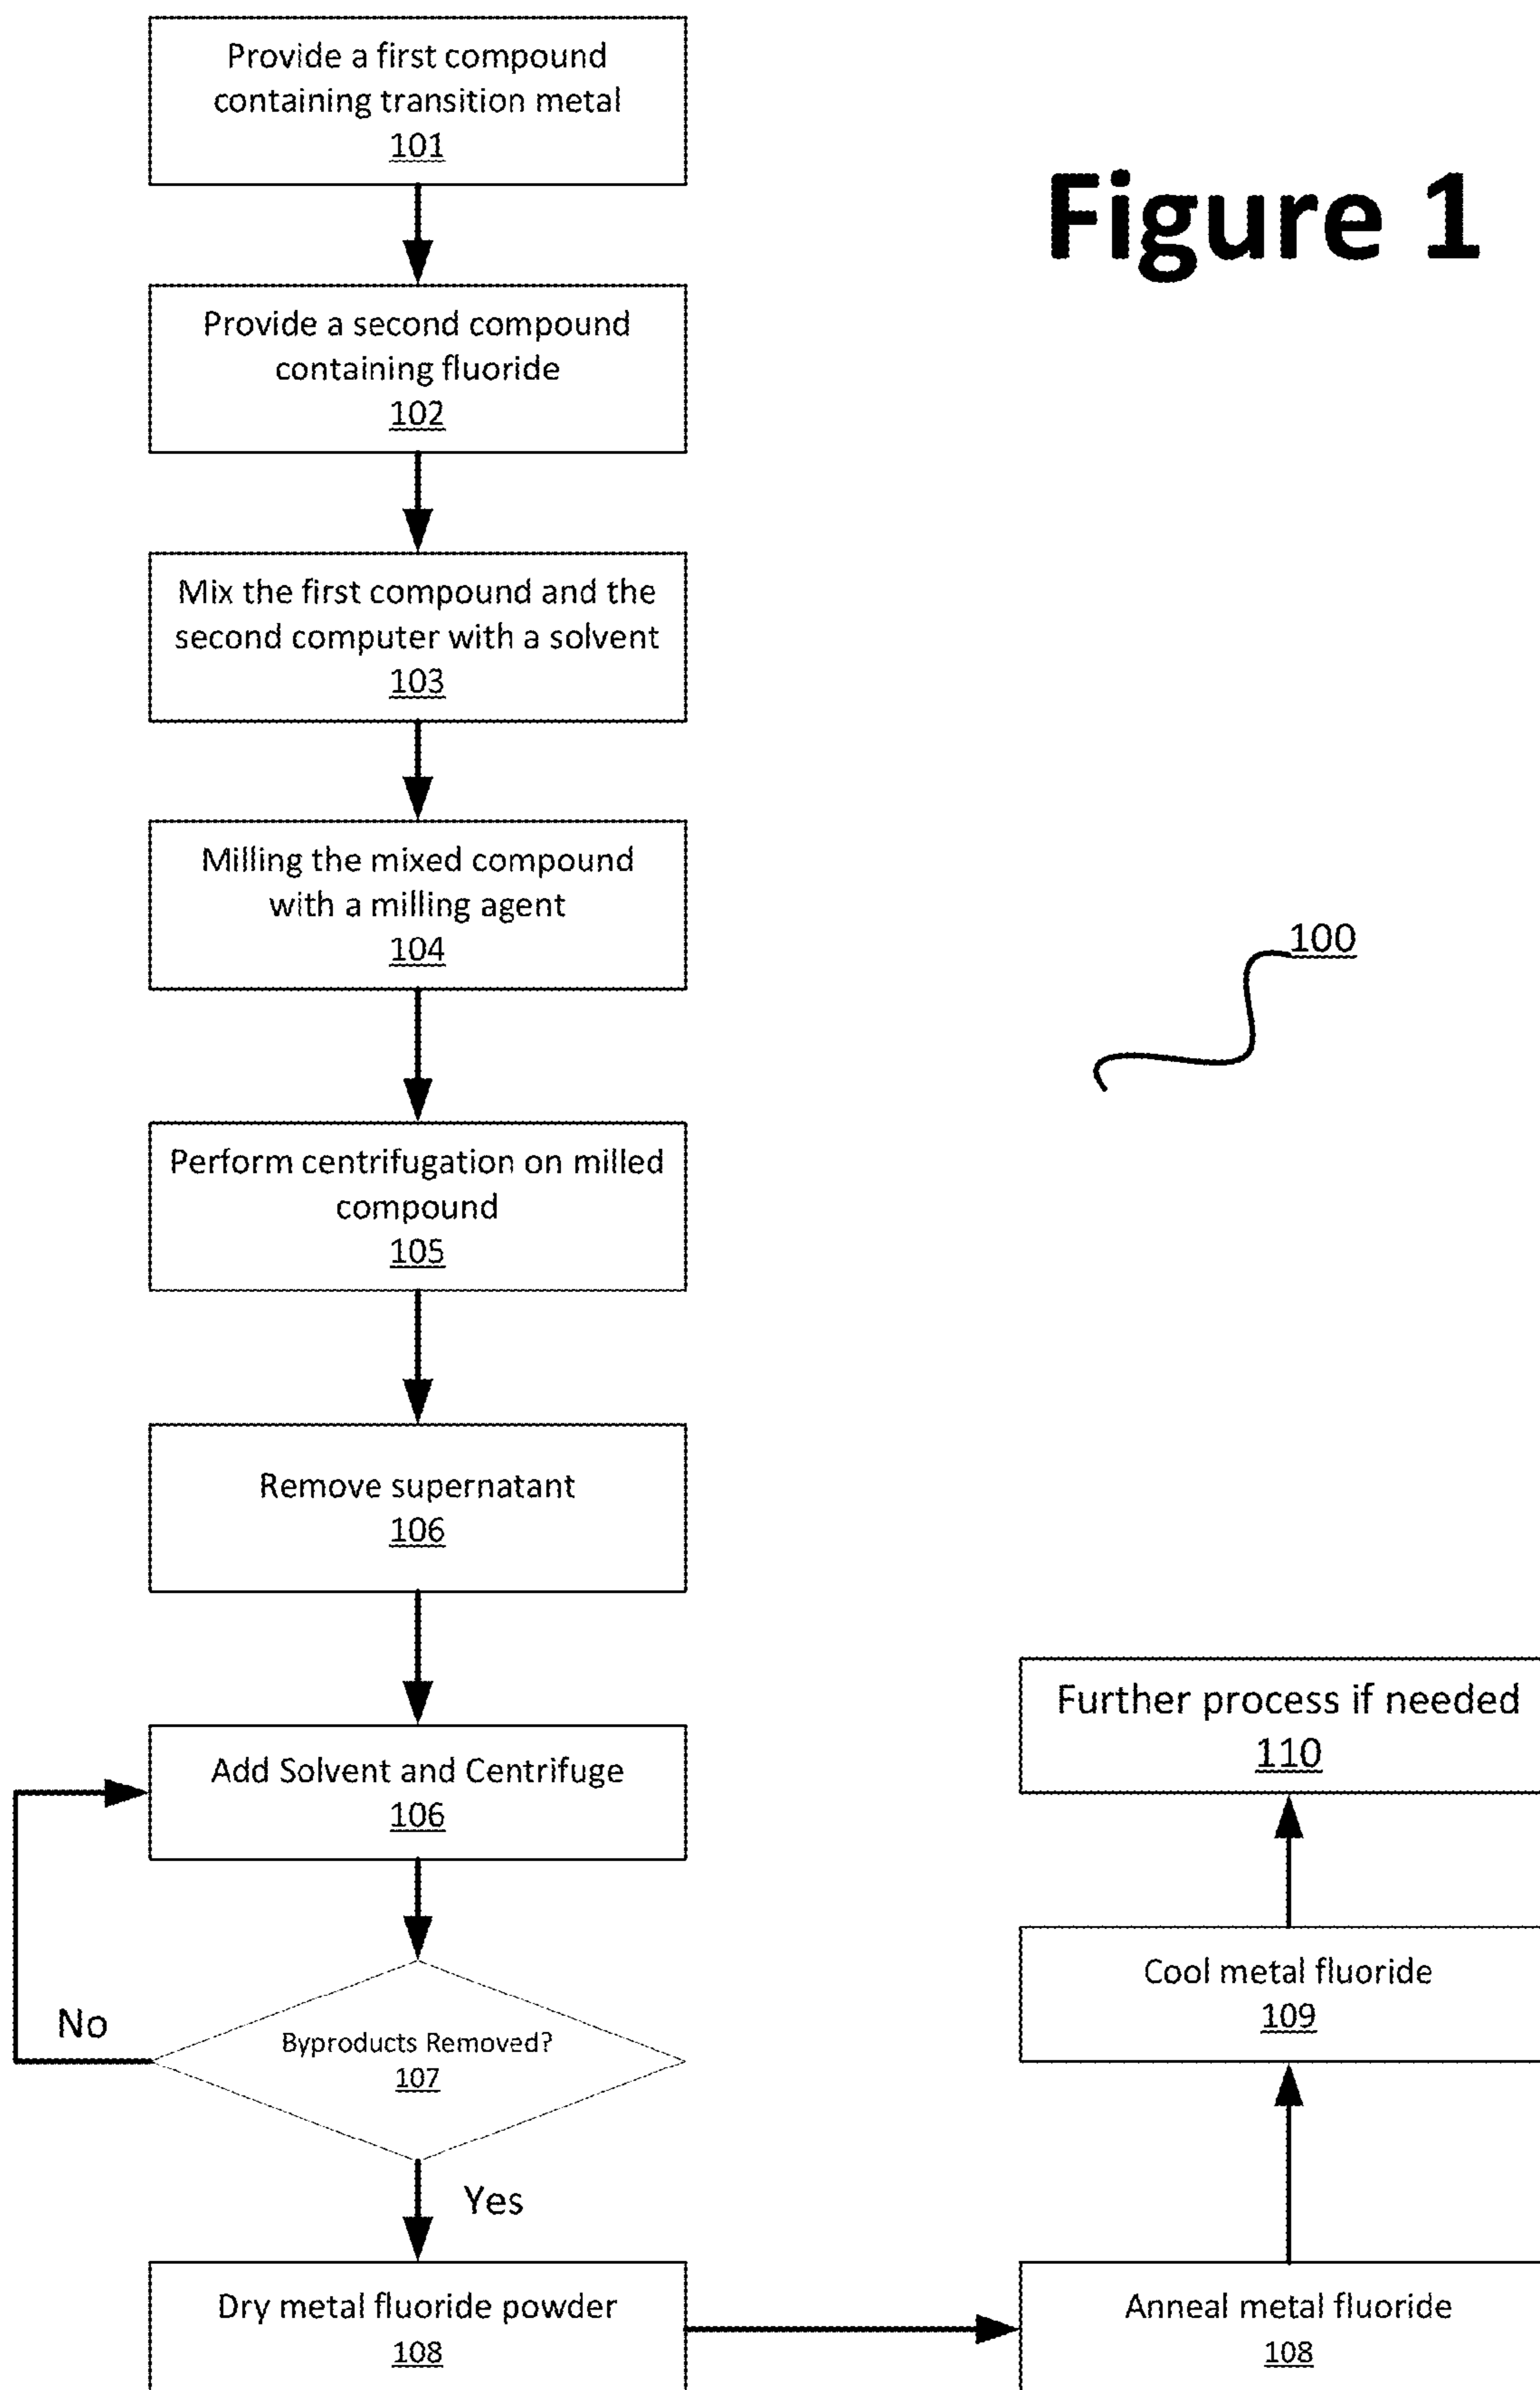 Provide a first compound
containing transition metal
101
Figure 1
Provide a second compound
containing fluoride
102
Mix the first compound and the
second computer with a solvent
103
Milling the mixed compound
with a milling agent
104
100
Perform centrifugation on milled
compound
105
Remove supernatant
106
Add Solvent and Centrifuge
106
No
Byproducts Removed?
107
Yes
Dry metal fluoride powder
108
Anneal metal fluoride
108
Cool metal fluoride
109
Further process if needed
110